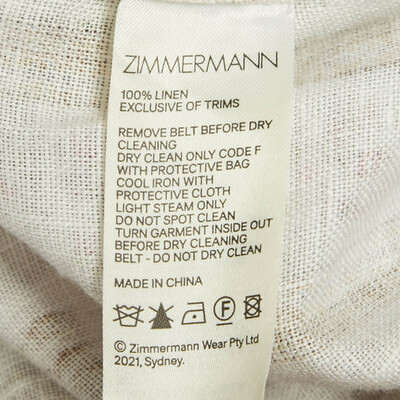 ZIMMERMANN
100% LINEN
EXCLUSIVE OF TRIMS
REMOVE BELT BEFORE DRY
CLEANING
DRY CLEAN ONLY CODE F
WITH PROTECTIVE BAG
COOL IRON WITH
PROTECTIVE CLOTH
LIGHT STEAM ONLY
DO NOT SPOT CLEAN
TURN GARMENT INSIDE OUT
BEFORE DRY CLEANING
BELT - DO NOT DRY CLEAN
MADE IN CHINA
F
© Zimmermann Wear Pty Ltd
2021, Sydney.